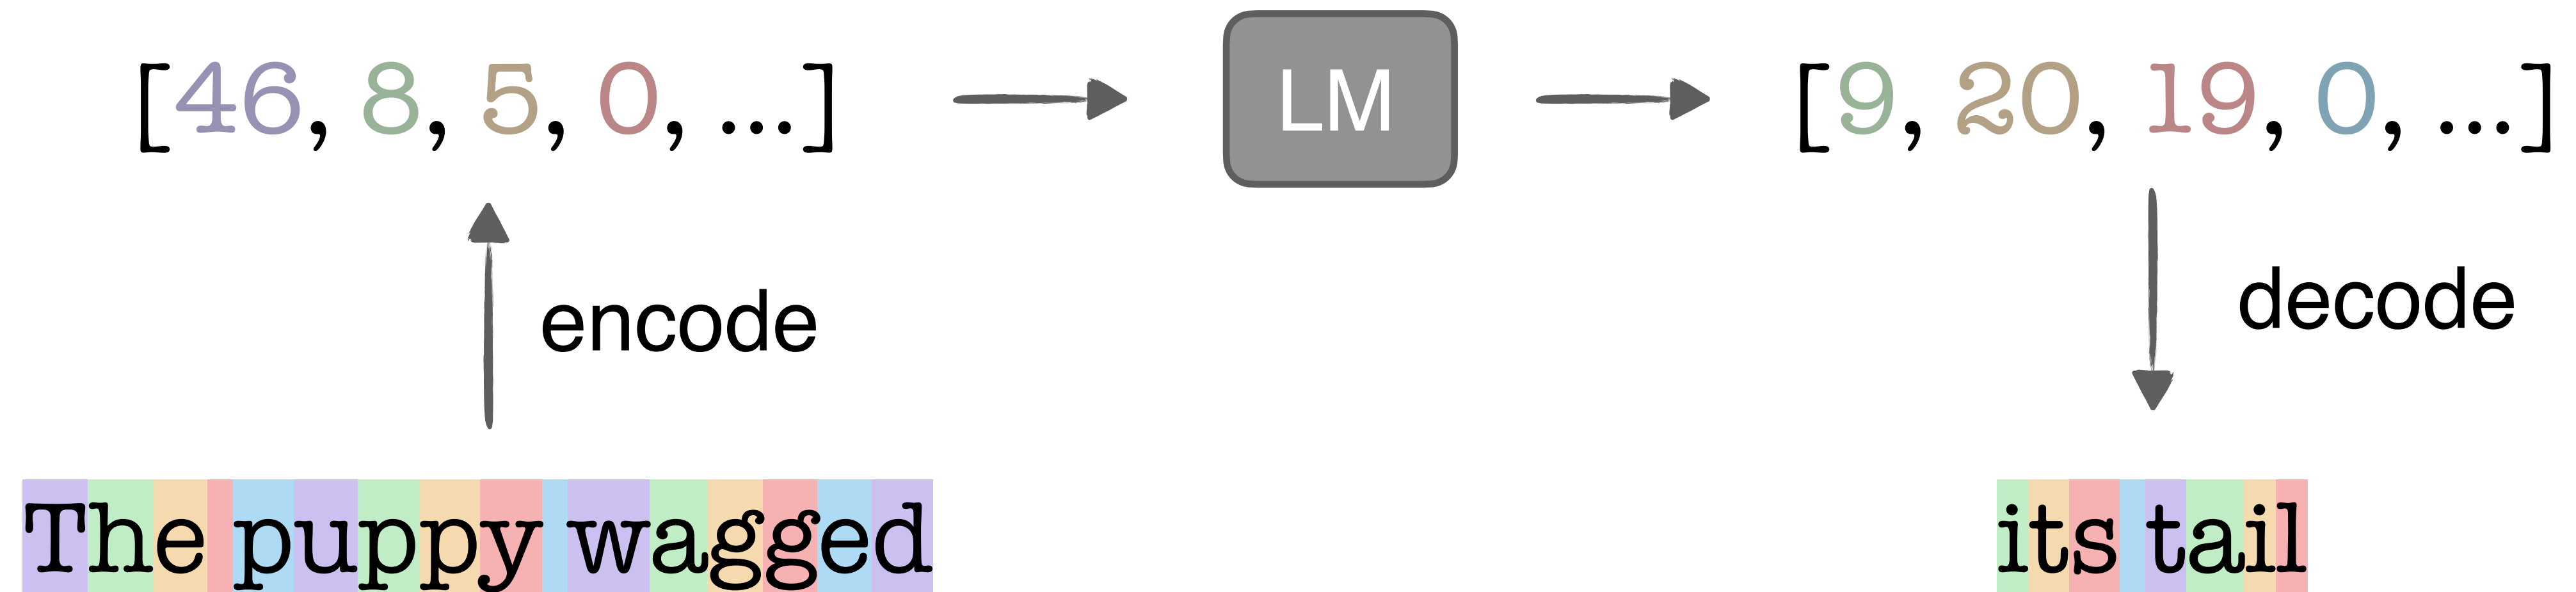 [46, 8, 5, 0, ...]
LM
[9, 20, 19, 0, ...]
encode
decode
The puppy wagged
its tail